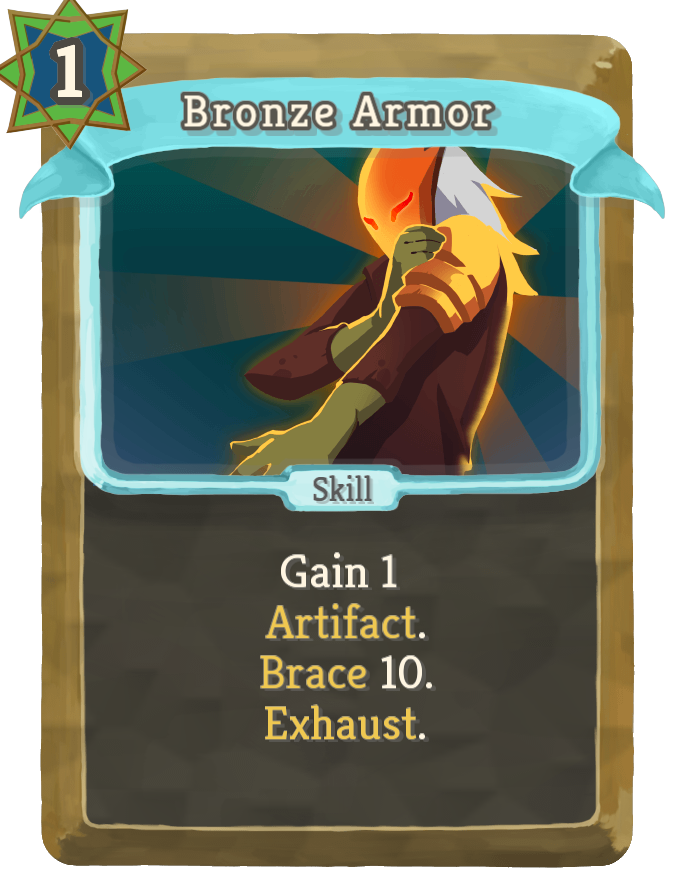 1
Bronze Armor
Skill
Gain 1
Artifact.
Brace 10.
Exhaust.